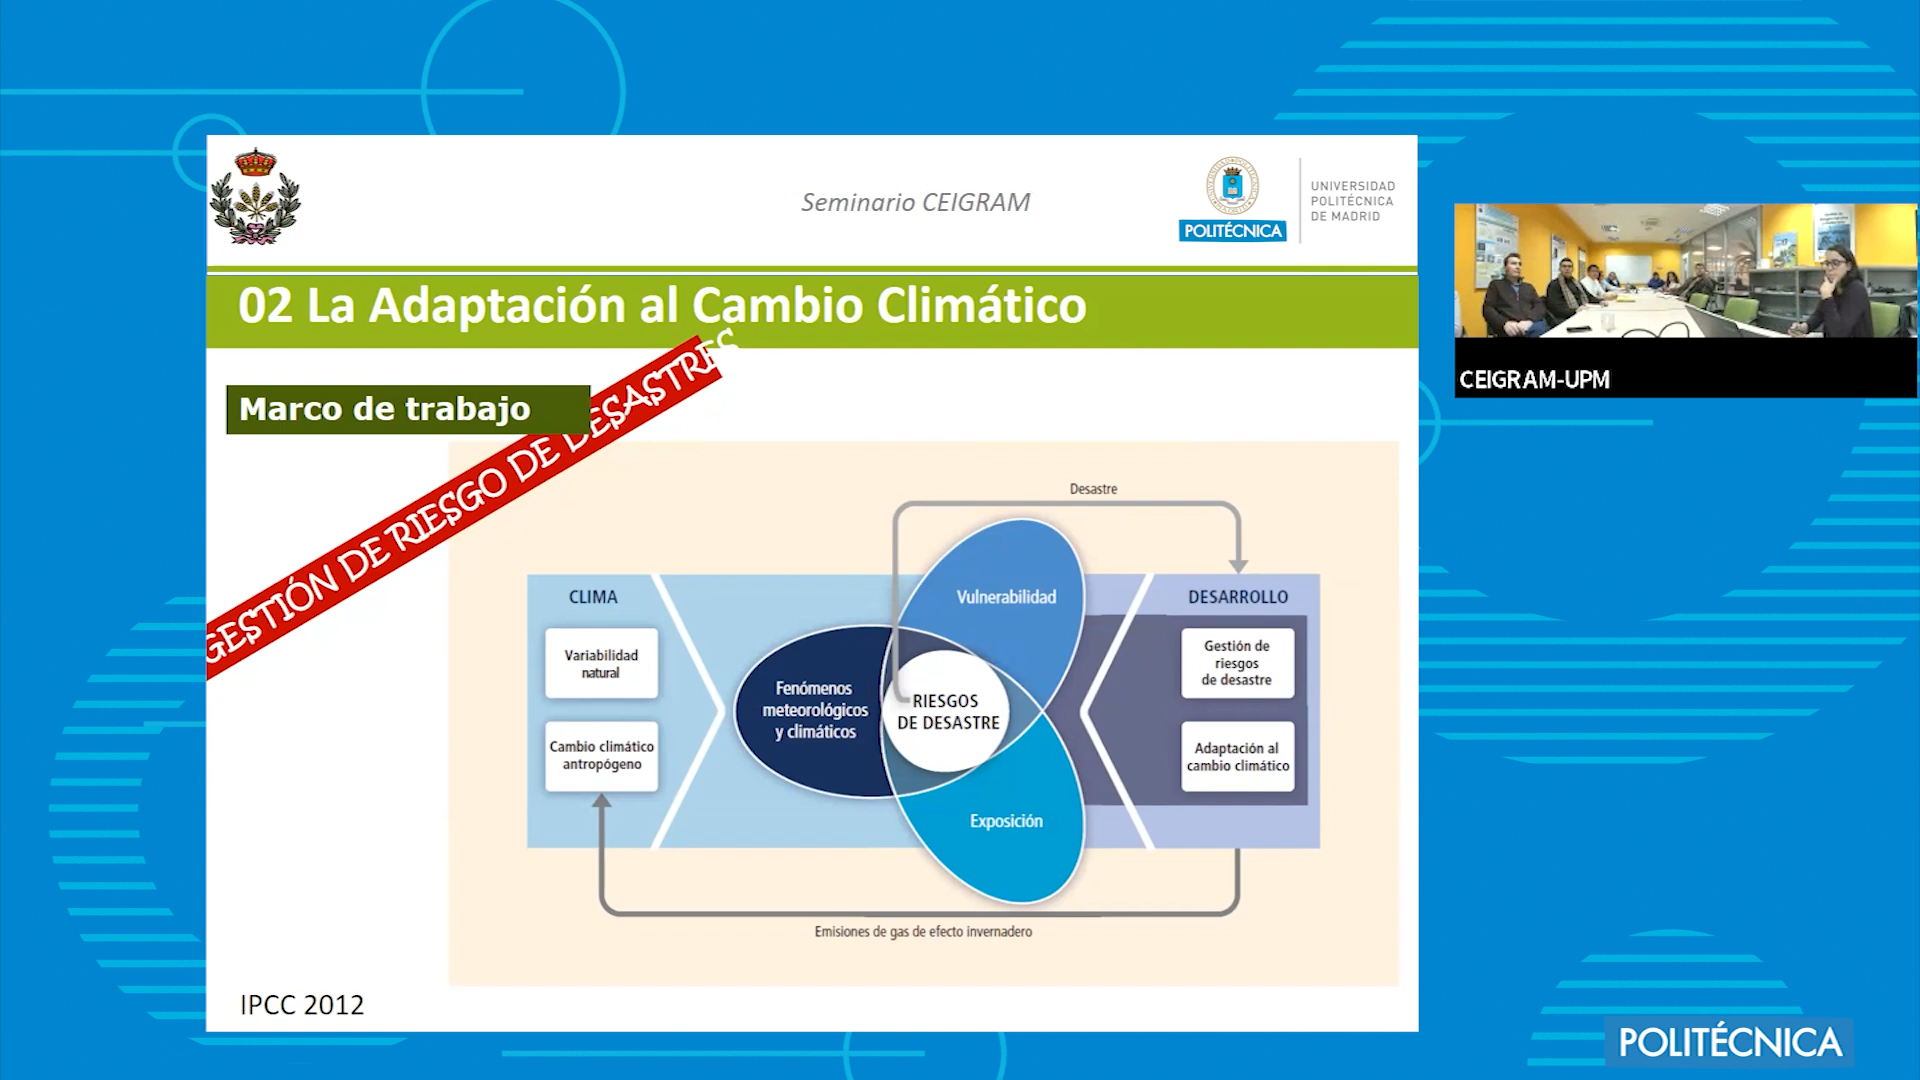 Seminario CEIGRAM
POLITÉCNICA
UNIVERSIDAD
POLITÉCNICA
DE MADRID
02 La Adaptación al Cambio Climático
Marco de trabajo
GESTIÓN DE RIESGO DE DESASTRES
Desastre
CLIMA
Variabilidad
natural
Cambio climático
antropógeno
Fenómenos
meteorológicos
y climáticos
Vulnerabilidad
RIESGOS
DE DESASTRE
Exposición
DESARROLLO
Gestión de
riesgos
de desastre
Adaptación al
cambio climático
Emisiones de gas de efecto invernadero
IPCC 2012
CEIGRAM-UPM
POLITÉCNICA